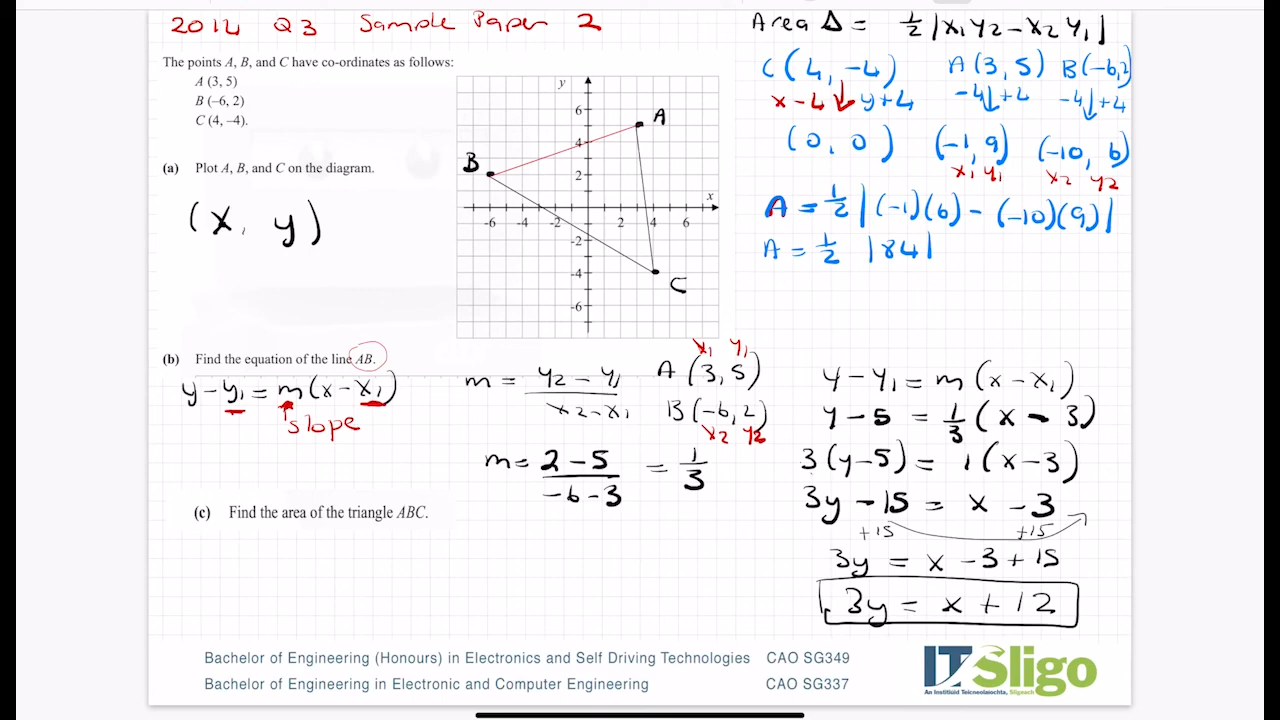 2014 Q3 Sample Paper 2
The points A, B, and C have co-ordinates as follows:
A (3, 5)
B (−6, 2)
C (4, −4).
(a) Plot A, B, and C on the diagram.
(x, y)
y
6
4
2
-6 -4 -2 2 4 6
x
-2
-4
-6
A
B
C
(b) Find the equation of the line AB.
y - y1 = m(x - x1)
slope
m = y2 - y1
x2 - x1
x1 y1
A (3, 5)
B (-6, 2)
x2 y2
m = 2 - 5 = 1
-6 - 3 3
(c) Find the area of the triangle ABC.
Area Δ = 1/2 |x1y2 - x2y1|
C (4, -4) A (3, 5) B (-6, 2)
x-4 ↓ y+4 -4↓+4 -4↓+4
(0, 0) (-1, 9) (-10, 6)
x1 y1 x2 y2
A = 1/2 |(-1)(6) - (-10)(9)|
A = 1/2 |84|
y - y1 = m(x - x1)
y - 5 = 1/3 (x - 3)
3(y-5) = 1(x-3)
3y - 15 = x - 3
+15 +15
3y = x - 3 + 15
3y = x + 12
Bachelor of Engineering (Honours) in Electronics and Self Driving Technologies CAO SG349
Bachelor of Engineering in Electronic and Computer Engineering CAO SG337
IT Sligo
An Institiúid Teicneolaíochta, Sligeach